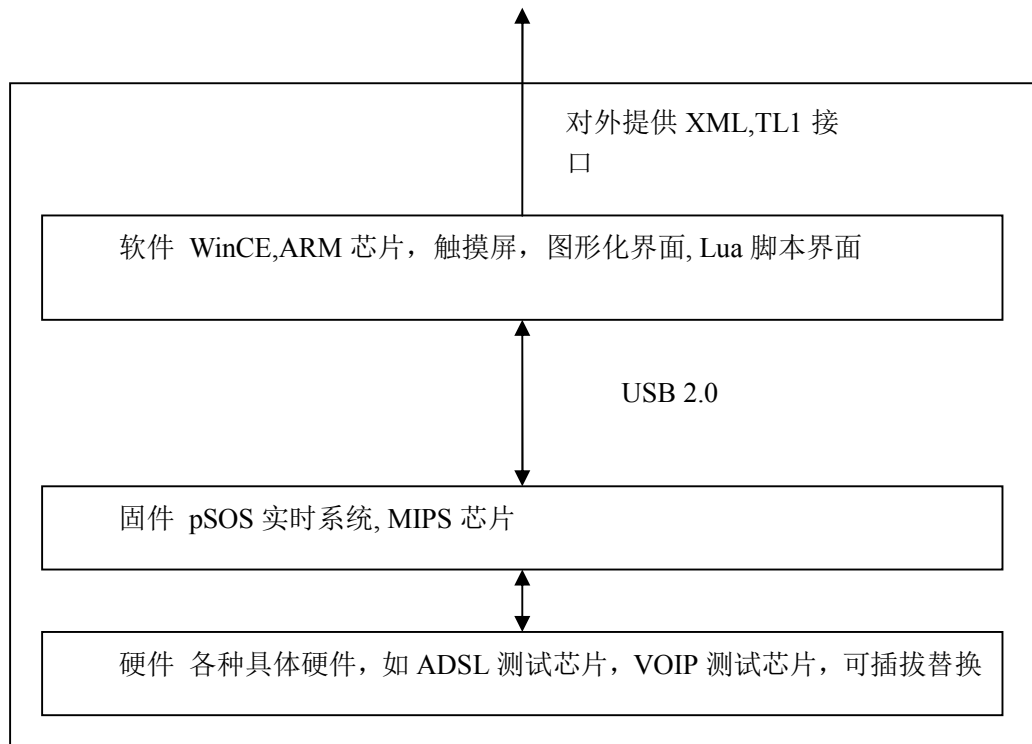 对外提供 XML,TL1 接
口
软件 WinCE,ARM 芯片，触摸屏，图形化界面, Lua 脚本界面
USB 2.0
固件 pSOS 实时系统, MIPS 芯片
硬件 各种具体硬件，如 ADSL 测试芯片，VOIP 测试芯片，可插拔替换